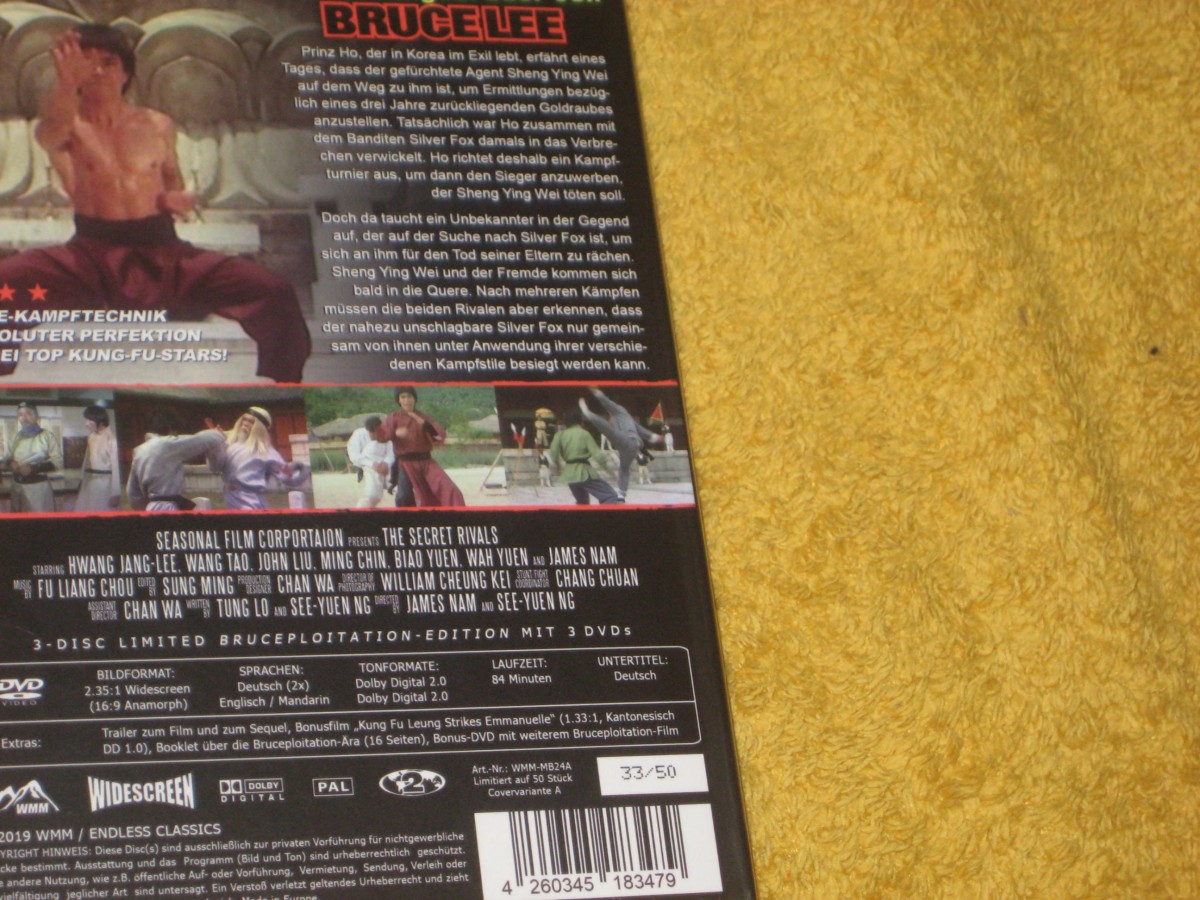 BRUCE LEE
Prinz Ho, der in Korea im Exil lebt, erfährt eines
Tages, dass der gefürchtete Agent Sheng Ying Wei
auf dem Weg zu ihm ist, um Ermittlungen bezüg-
lich eines drei Jahre zurückliegenden Goldraubes
anzustellen. Tatsächlich war Ho zusammen mit
dem Banditen Silver Fox damals in das Verbre-
chen verwickelt. Ho richtet deshalb ein Kampf-
turnier aus, um dann den Sieger anzuwerben,
der Sheng Ying Wei töten soll.
Doch da taucht ein Unbekannter in der Gegend
auf, der auf der Suche nach Silver Fox ist, um
sich an ihm für den Tod seiner Eltern zu rächen.
Sheng Ying Wei und der Fremde kommen sich
bald in die Quere. Nach mehreren Kämpfen
müssen die beiden Rivalen aber erkennen, dass
der nahezu unschlagbare Silver Fox nur gemein-
sam von ihnen unter Anwendung ihrer verschie-
denen Kampfstile besiegt werden kann.
E-KAMPFTECHNIK
OLUTER PERFEKTION
EI TOP KUNG-FU-STARS!
SEASONAL FILM CORPORTAION PRESENTS THE SECRET RIVALS
STARRING HWANG JANG-LEE, WANG TAO, JOHN LIU, MING CHIN, BIAO YUEN, WAH YUEN AND JAMES NAM
MUSIC BY FU LIANG CHOU EDITED BY SUNG MING PRODUCTION DESIGNER CHAN WA DIRECTOR OF PHOTOGRAPHY WILLIAM CHEUNG KEI STUNT/FIGHT COORDINATOR CHANG CHUAN
ASSISTANT DIRECTOR CHAN WA WRITTEN BY TUNG LO AND SEE-YUEN NG DIRECTED BY JAMES NAM AND SEE-YUEN NG
3-DISC LIMITED BRUCEPLOITATION-EDITION MIT 3 DVDs
DVD VIDEO
BILDFORMAT:
2.35:1 Widescreen
(16:9 Anamorph)
SPRACHEN:
Deutsch (2x)
Englisch / Mandarin
TONFORMATE:
Dolby Digital 2.0
Dolby Digital 2.0
LAUFZEIT:
84 Minuten
UNTERTITEL:
Deutsch
Extras:
Trailer zum Film und zum Sequel, Bonusfilm „Kung Fu Leung Strikes Emmanuelle“ (1.33:1, Kantonesisch
DD 1.0), Booklet über die Bruceploitation-Ära (16 Seiten), Bonus-DVD mit weiterem Bruceploitation-Film
WMM
WIDESCREEN
DOLBY
DIGITAL
PAL
2
Art.-Nr.: WMM-MB24A
Limitiert auf 50 Stück
Covervariante A
33/50
2019 WMM / ENDLESS CLASSICS
YRIGHT HINWEIS: Diese Disc(s) sind ausschließlich zur privaten Vorführung für nichtgewerbliche
cke bestimmt. Ausstattung und das Programm (Bild und Ton) sind urheberrechtlich geschützt.
e andere Nutzung, wie z.B. öffentliche Auf- oder Vorführung, Vermietung, Sendung, Verleih oder
vielfältigung jeglicher Art sind untersagt. Ein Verstoß verletzt geltendes Urheberrecht und zieht
Made in Europe
4 260345 183479